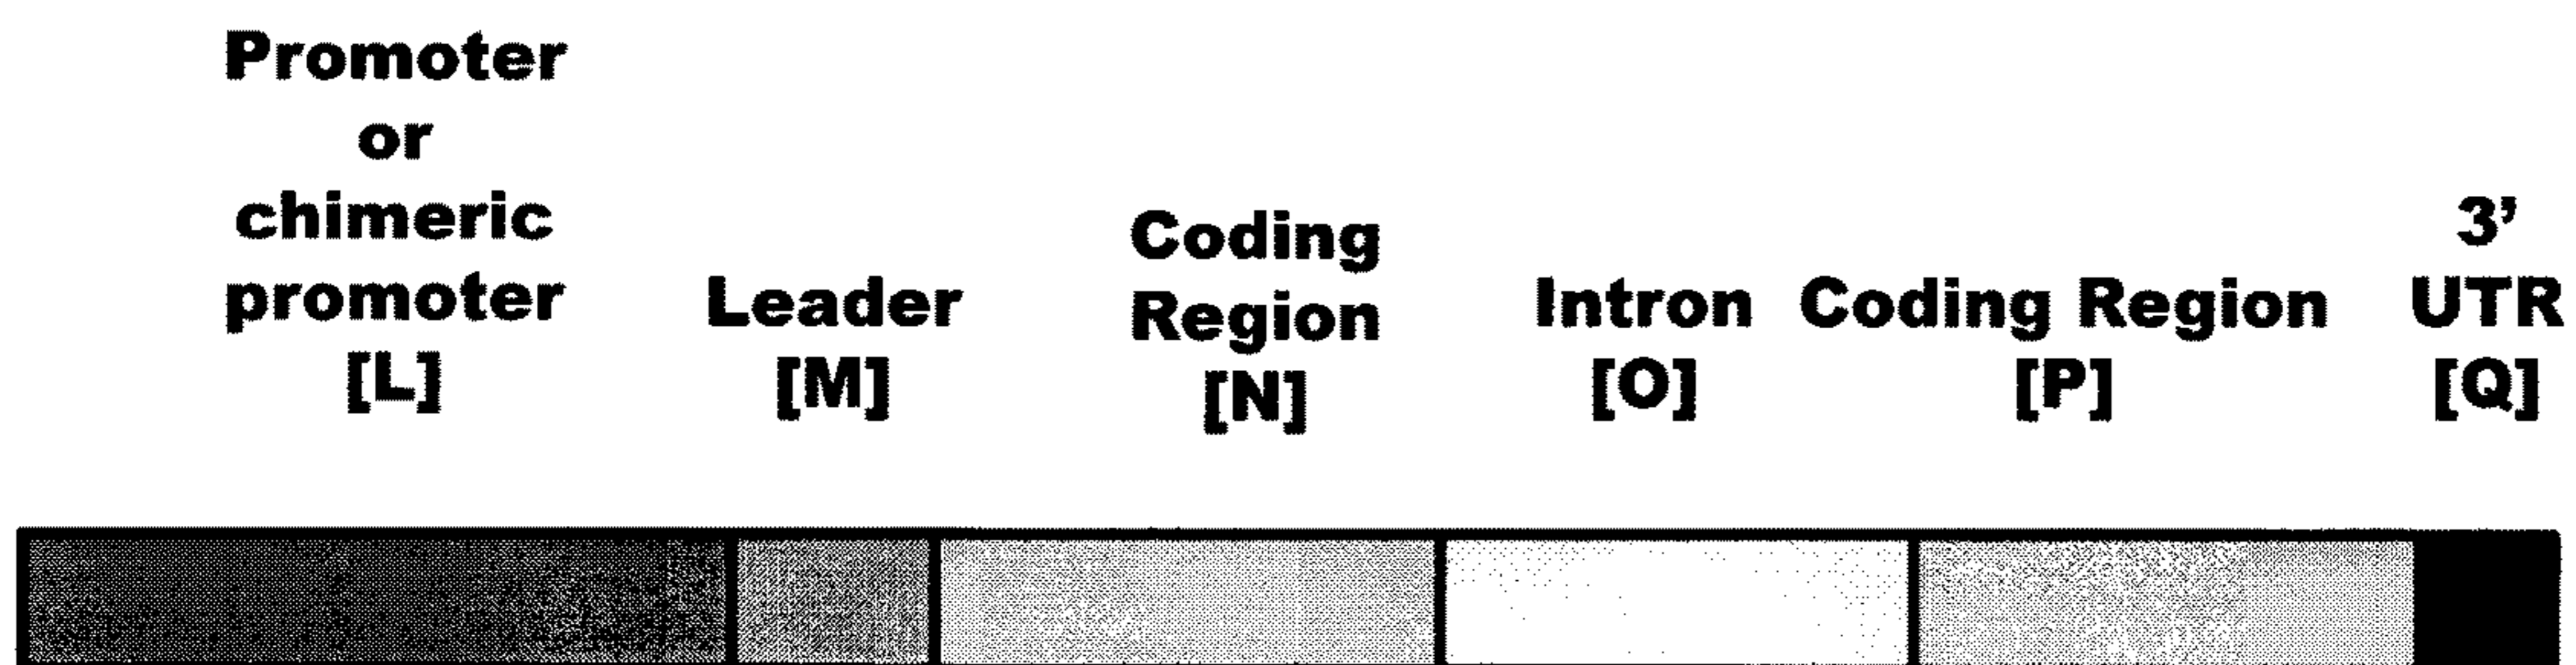 Promoter
or
chimeric
promoter
[L]
Leader
[M]
Coding
Region
[N]
Intron
[O]
Coding Region
[P]
3’
UTR
[Q]